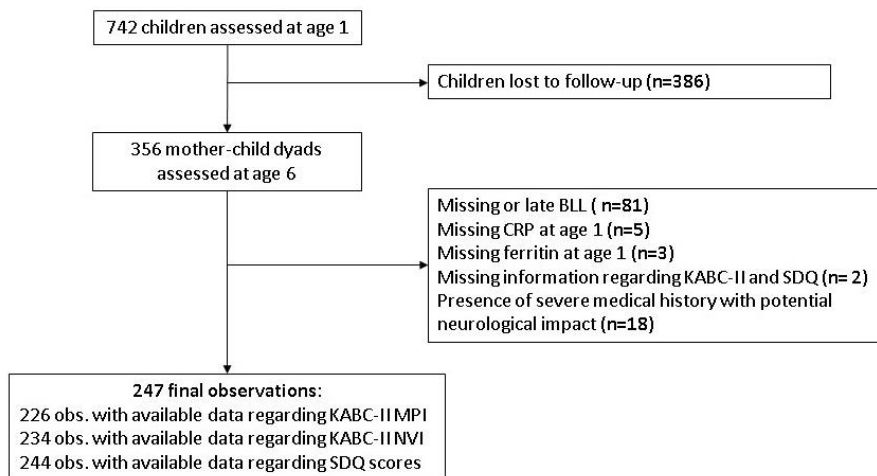 742 children assessed at age 1
Children lost to follow-up (n=386)
356 mother-child dyads
assessed at age 6
Missing or late BLL ( n=81)
Missing CRP at age 1 (n=5)
Missing ferritin at age 1 (n=3)
Missing information regarding KABC-II and SDQ (n= 2)
Presence of severe medical history with potential
neurological impact (n=18)
247 final observations:
226 obs. with available data regarding KABC-II MPI
234 obs. with available data regarding KABC-II NVI
244 obs. with available data regarding SDQ scores